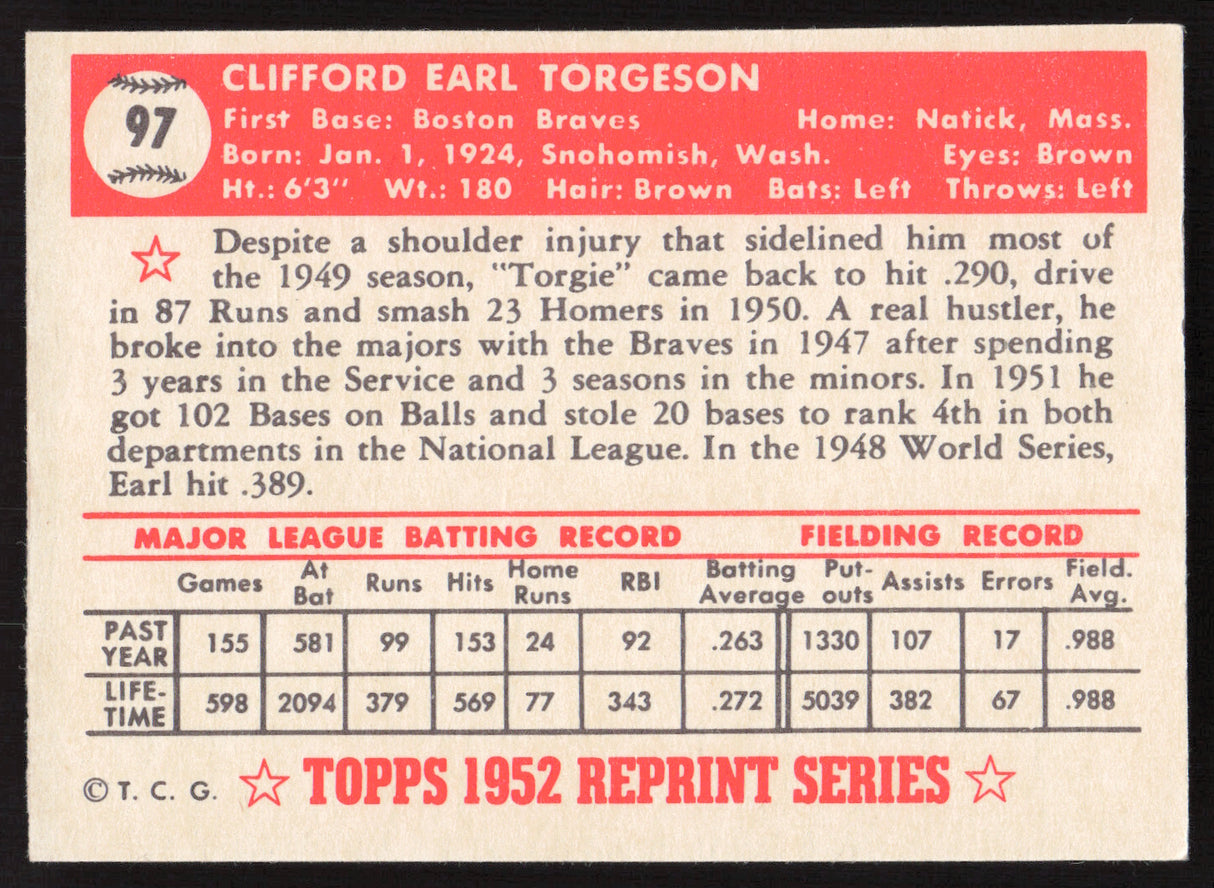 97
CLIFFORD EARL TORGESON
First Base: Boston Braves Home: Natick, Mass.
Born: Jan. 1, 1924, Snohomish, Wash. Eyes: Brown
Ht.: 6'3" Wt.: 180 Hair: Brown Bats: Left Throws: Left
Despite a shoulder injury that sidelined him most of
the 1949 season, "Torgie" came back to hit .290, drive
in 87 Runs and smash 23 Homers in 1950. A real hustler, he
broke into the majors with the Braves in 1947 after spending
3 years in the Service and 3 seasons in the minors. In 1951 he
got 102 Bases on Balls and stole 20 bases to rank 4th in both
departments in the National League. In the 1948 World Series,
Earl hit .389.
MAJOR LEAGUE BATTING RECORD FIELDING RECORD
Games At Bat Runs Hits Home Runs RBI Batting Average Put-outs Assists Errors Field. Avg.
PAST YEAR 155 581 99 153 24 92 .263 1330 107 17 .988
LIFE-TIME 598 2094 379 569 77 343 .272 5039 382 67 .988
© T. C. G. ☆ TOPPS 1952 REPRINT SERIES ☆